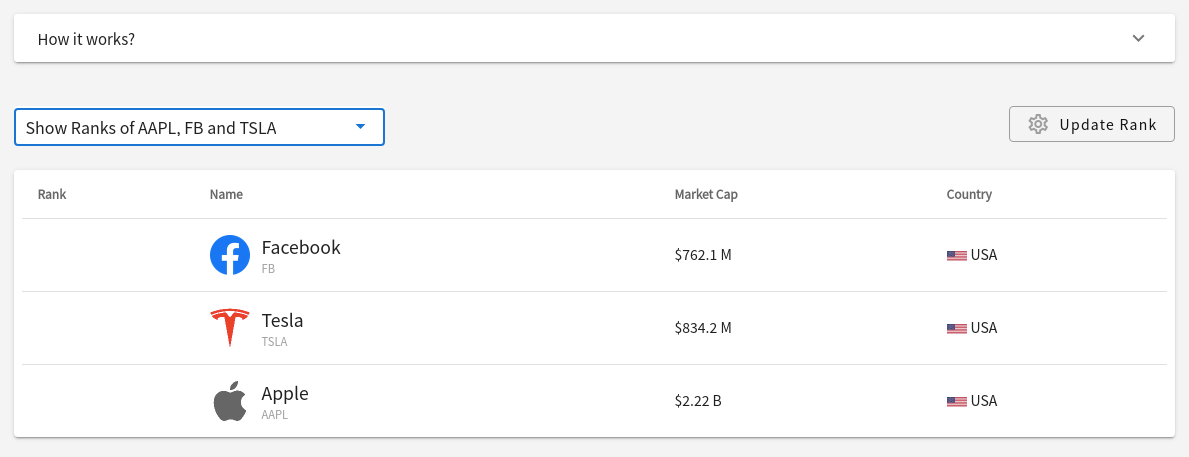 How it works?
Show Ranks of AAPL, FB and TSLA
Update Rank
Rank Name Market Cap Country
Facebook
FB
$762.1 M
USA
Tesla
TSLA
$834.2 M
USA
Apple
AAPL
$2.22 B
USA